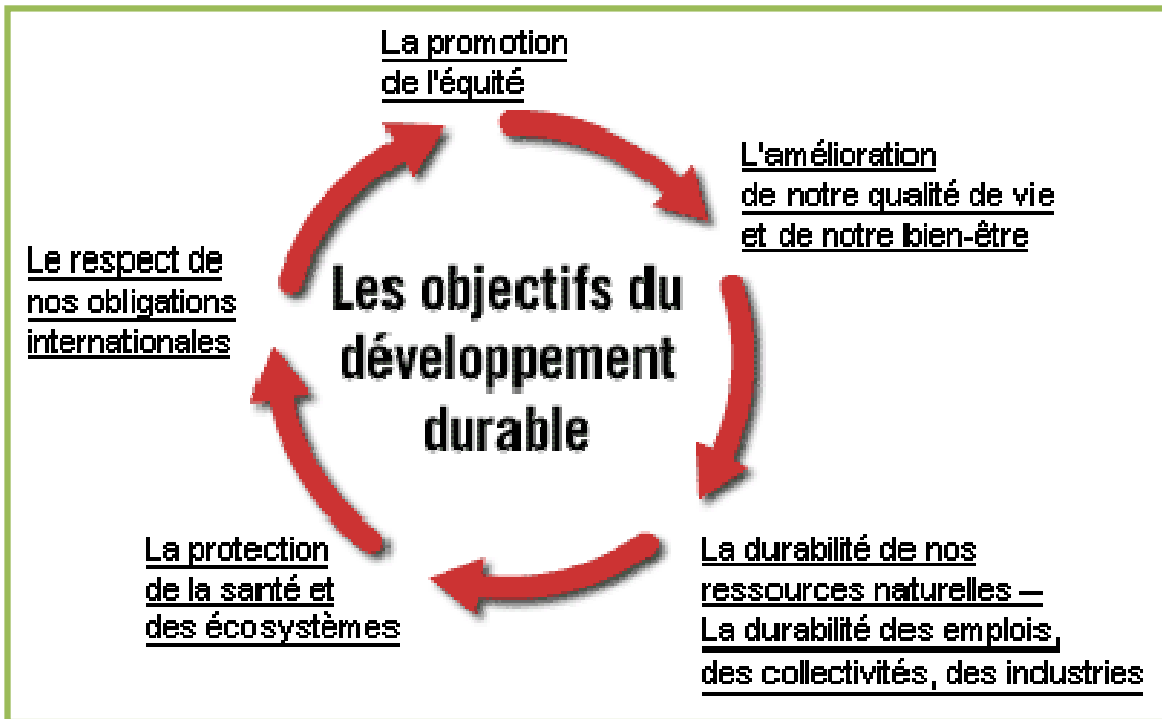 La promotion
de l'équité
L'amélioration
de notre qualité de vie
et de notre bien-être
Le respect de
nos obligations
internationales
Les objectifs du
développement
durable
La protection
de la santé et
des écosystèmes
La durabilité de nos
ressources naturelles –
La durabilité des emplois,
des collectivités, des industries